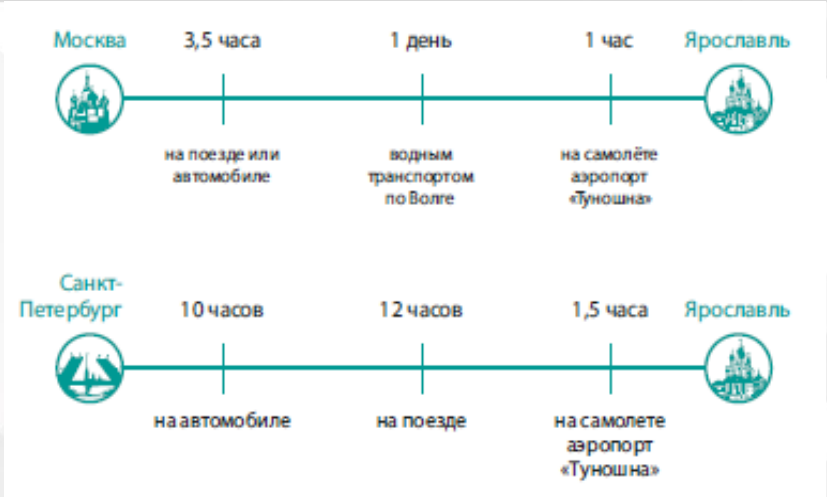 Москва 3,5 часа 1 день 1 час Ярославль
на поезде или водным на самолёте
автомобиле транспортом аэропорт
по Волге «Туношна»
Санкт-
Петербург 10 часов 12 часов 1,5 часа Ярославль
на автомобиле на поезде на самолете
аэропорт
«Туношна»